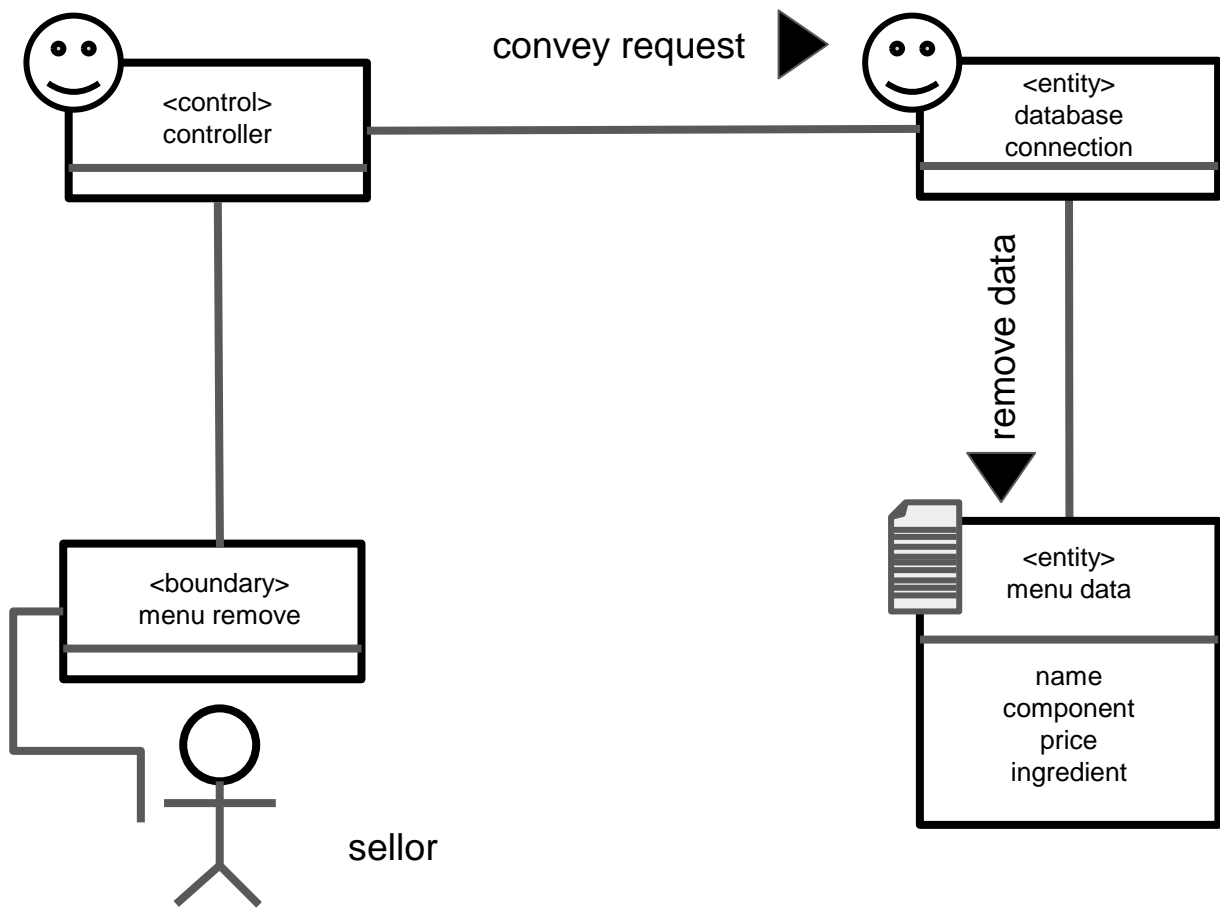 convey request
<control>
controller
<entity>
database
connection
remove data
<boundary>
menu remove
<entity>
menu data
name
component
price
ingredient
sellor